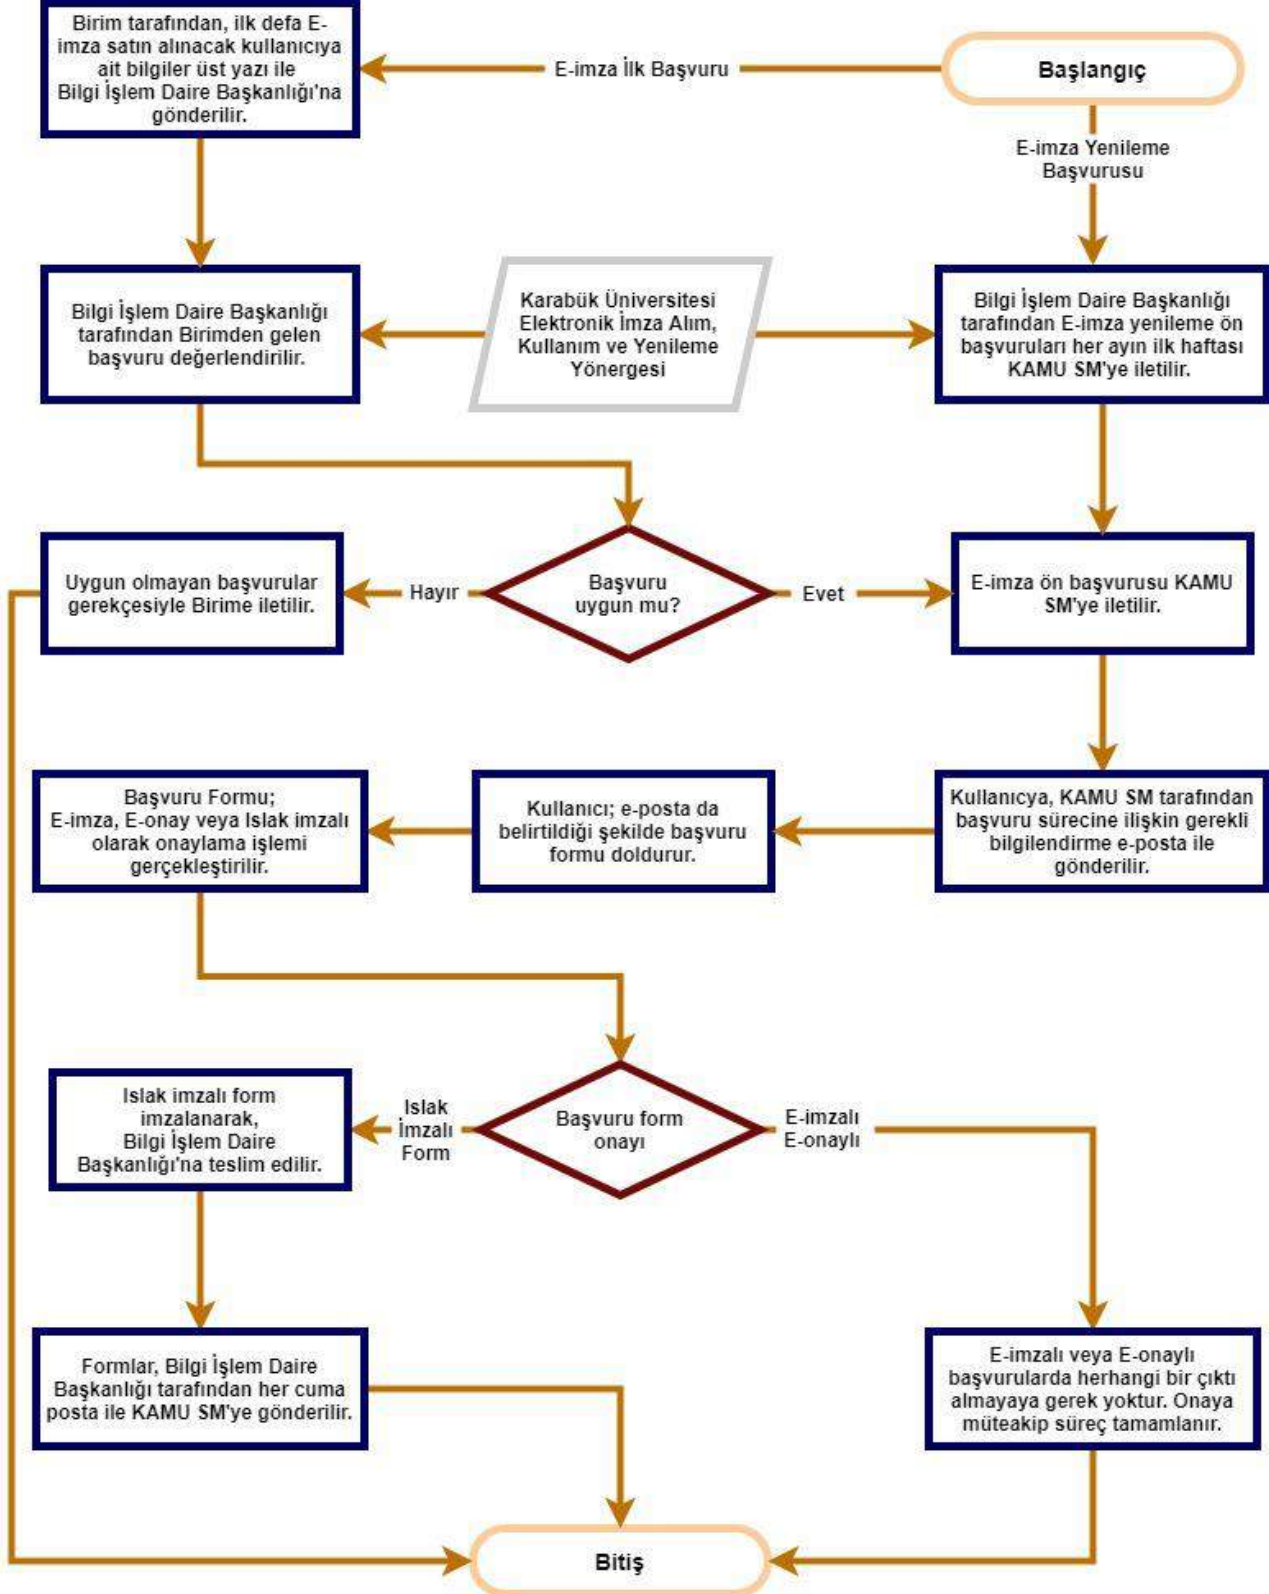 Birim tarafından, ilk defa E-
imza satın alınacak kullanıcıya
ait bilgiler üst yazı ile
Bilgi İşlem Daire Başkanlığı'na
gönderilir.
E-imza İlk Başvuru
Başlangıç
E-imza Yenileme
Başvurusu
Bilgi İşlem Daire Başkanlığı
tarafından Birimden gelen
başvuru değerlendirilir.
Karabük Üniversitesi
Elektronik İmza Alım,
Kullanım ve Yenileme
Yönergesi
Bilgi İşlem Daire Başkanlığı
tarafından E-imza yenileme ön
başvuruları her ayın ilk haftası
KAMU SM'ye iletilir.
Uygun olmayan başvurular
gerekçesiyle Birime iletilir.
Hayır
Başvuru
uygun mu?
Evet
E-imza ön başvurusu KAMU
SM'ye iletilir.
Başvuru Formu;
E-imza, E-onay veya Islak imzalı
olarak onaylama işlemi
gerçekleştirilir.
Kullanıcı; e-posta da
belirtildiği şekilde başvuru
formu doldurur.
Kullanıcya, KAMU SM tarafından
başvuru sürecine ilişkin gerekli
bilgilendirme e-posta ile
gönderilir.
Islak imzalı form
imzalanarak,
Bilgi İşlem Daire
Başkanlığı'na teslim edilir.
Islak
İmzalı
Form
Başvuru form
onayı
E-imzalı
E-onaylı
Formlar, Bilgi İşlem Daire
Başkanlığı tarafından her cuma
posta ile KAMU SM'ye gönderilir.
E-imzalı veya E-onaylı
başvurularda herhangi bir çıktı
almayaya gerek yoktur. Onaya
müteakip süreç tamamlanır.
Bitiş